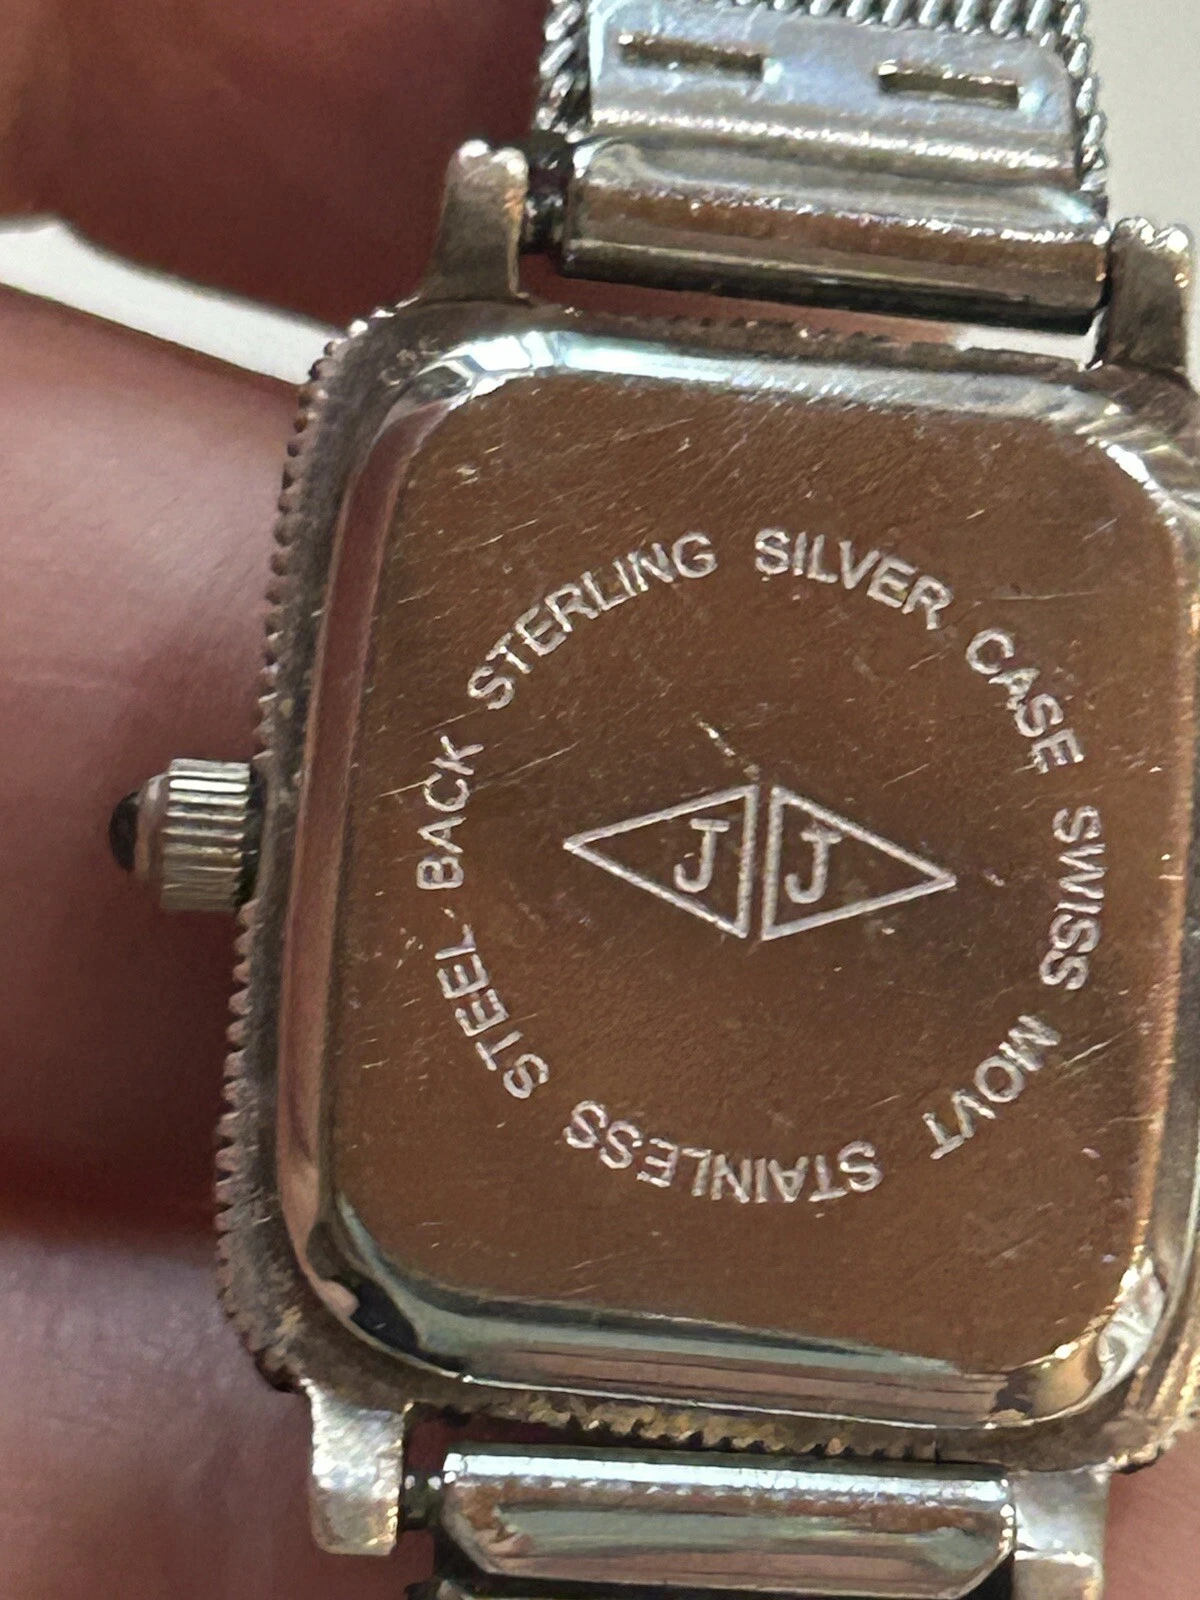 STERLING SILVER CASE SWISS MOVT STAINLESS STEEL BACK
J J